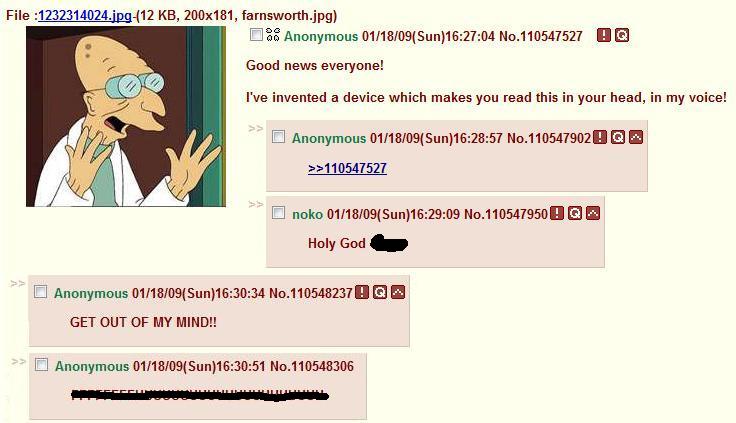 File :1232314024.jpg-(12 KB, 200x181, farnsworth.jpg)
Anonymous 01/18/09(Sun)16:27:04 No.110547527 ! Q
Good news everyone!
I've invented a device which makes you read this in your head, in my voice!
>> Anonymous 01/18/09(Sun)16:28:57 No.110547902 ! Q
>>110547527
>> noko 01/18/09(Sun)16:29:09 No.110547950 ! Q
Holy God
>> Anonymous 01/18/09(Sun)16:30:34 No.110548237 ! Q
GET OUT OF MY MIND!!
>> Anonymous 01/18/09(Sun)16:30:51 No.110548306